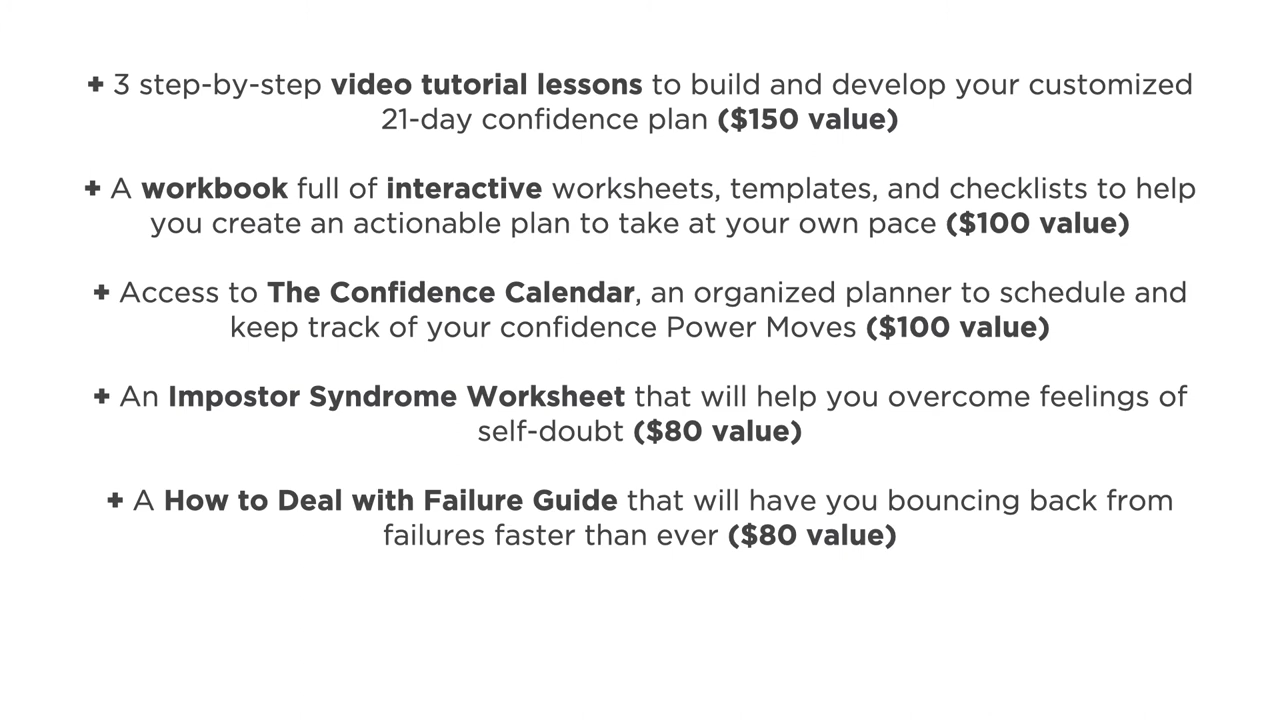 + 3 step-by-step video tutorial lessons to build and develop your customized
21-day confidence plan ($150 value)
+ A workbook full of interactive worksheets, templates, and checklists to help
you create an actionable plan to take at your own pace ($100 value)
+ Access to The Confidence Calendar, an organized planner to schedule and
keep track of your confidence Power Moves ($100 value)
+ An Impostor Syndrome Worksheet that will help you overcome feelings of
self-doubt ($80 value)
+ A How to Deal with Failure Guide that will have you bouncing back from
failures faster than ever ($80 value)